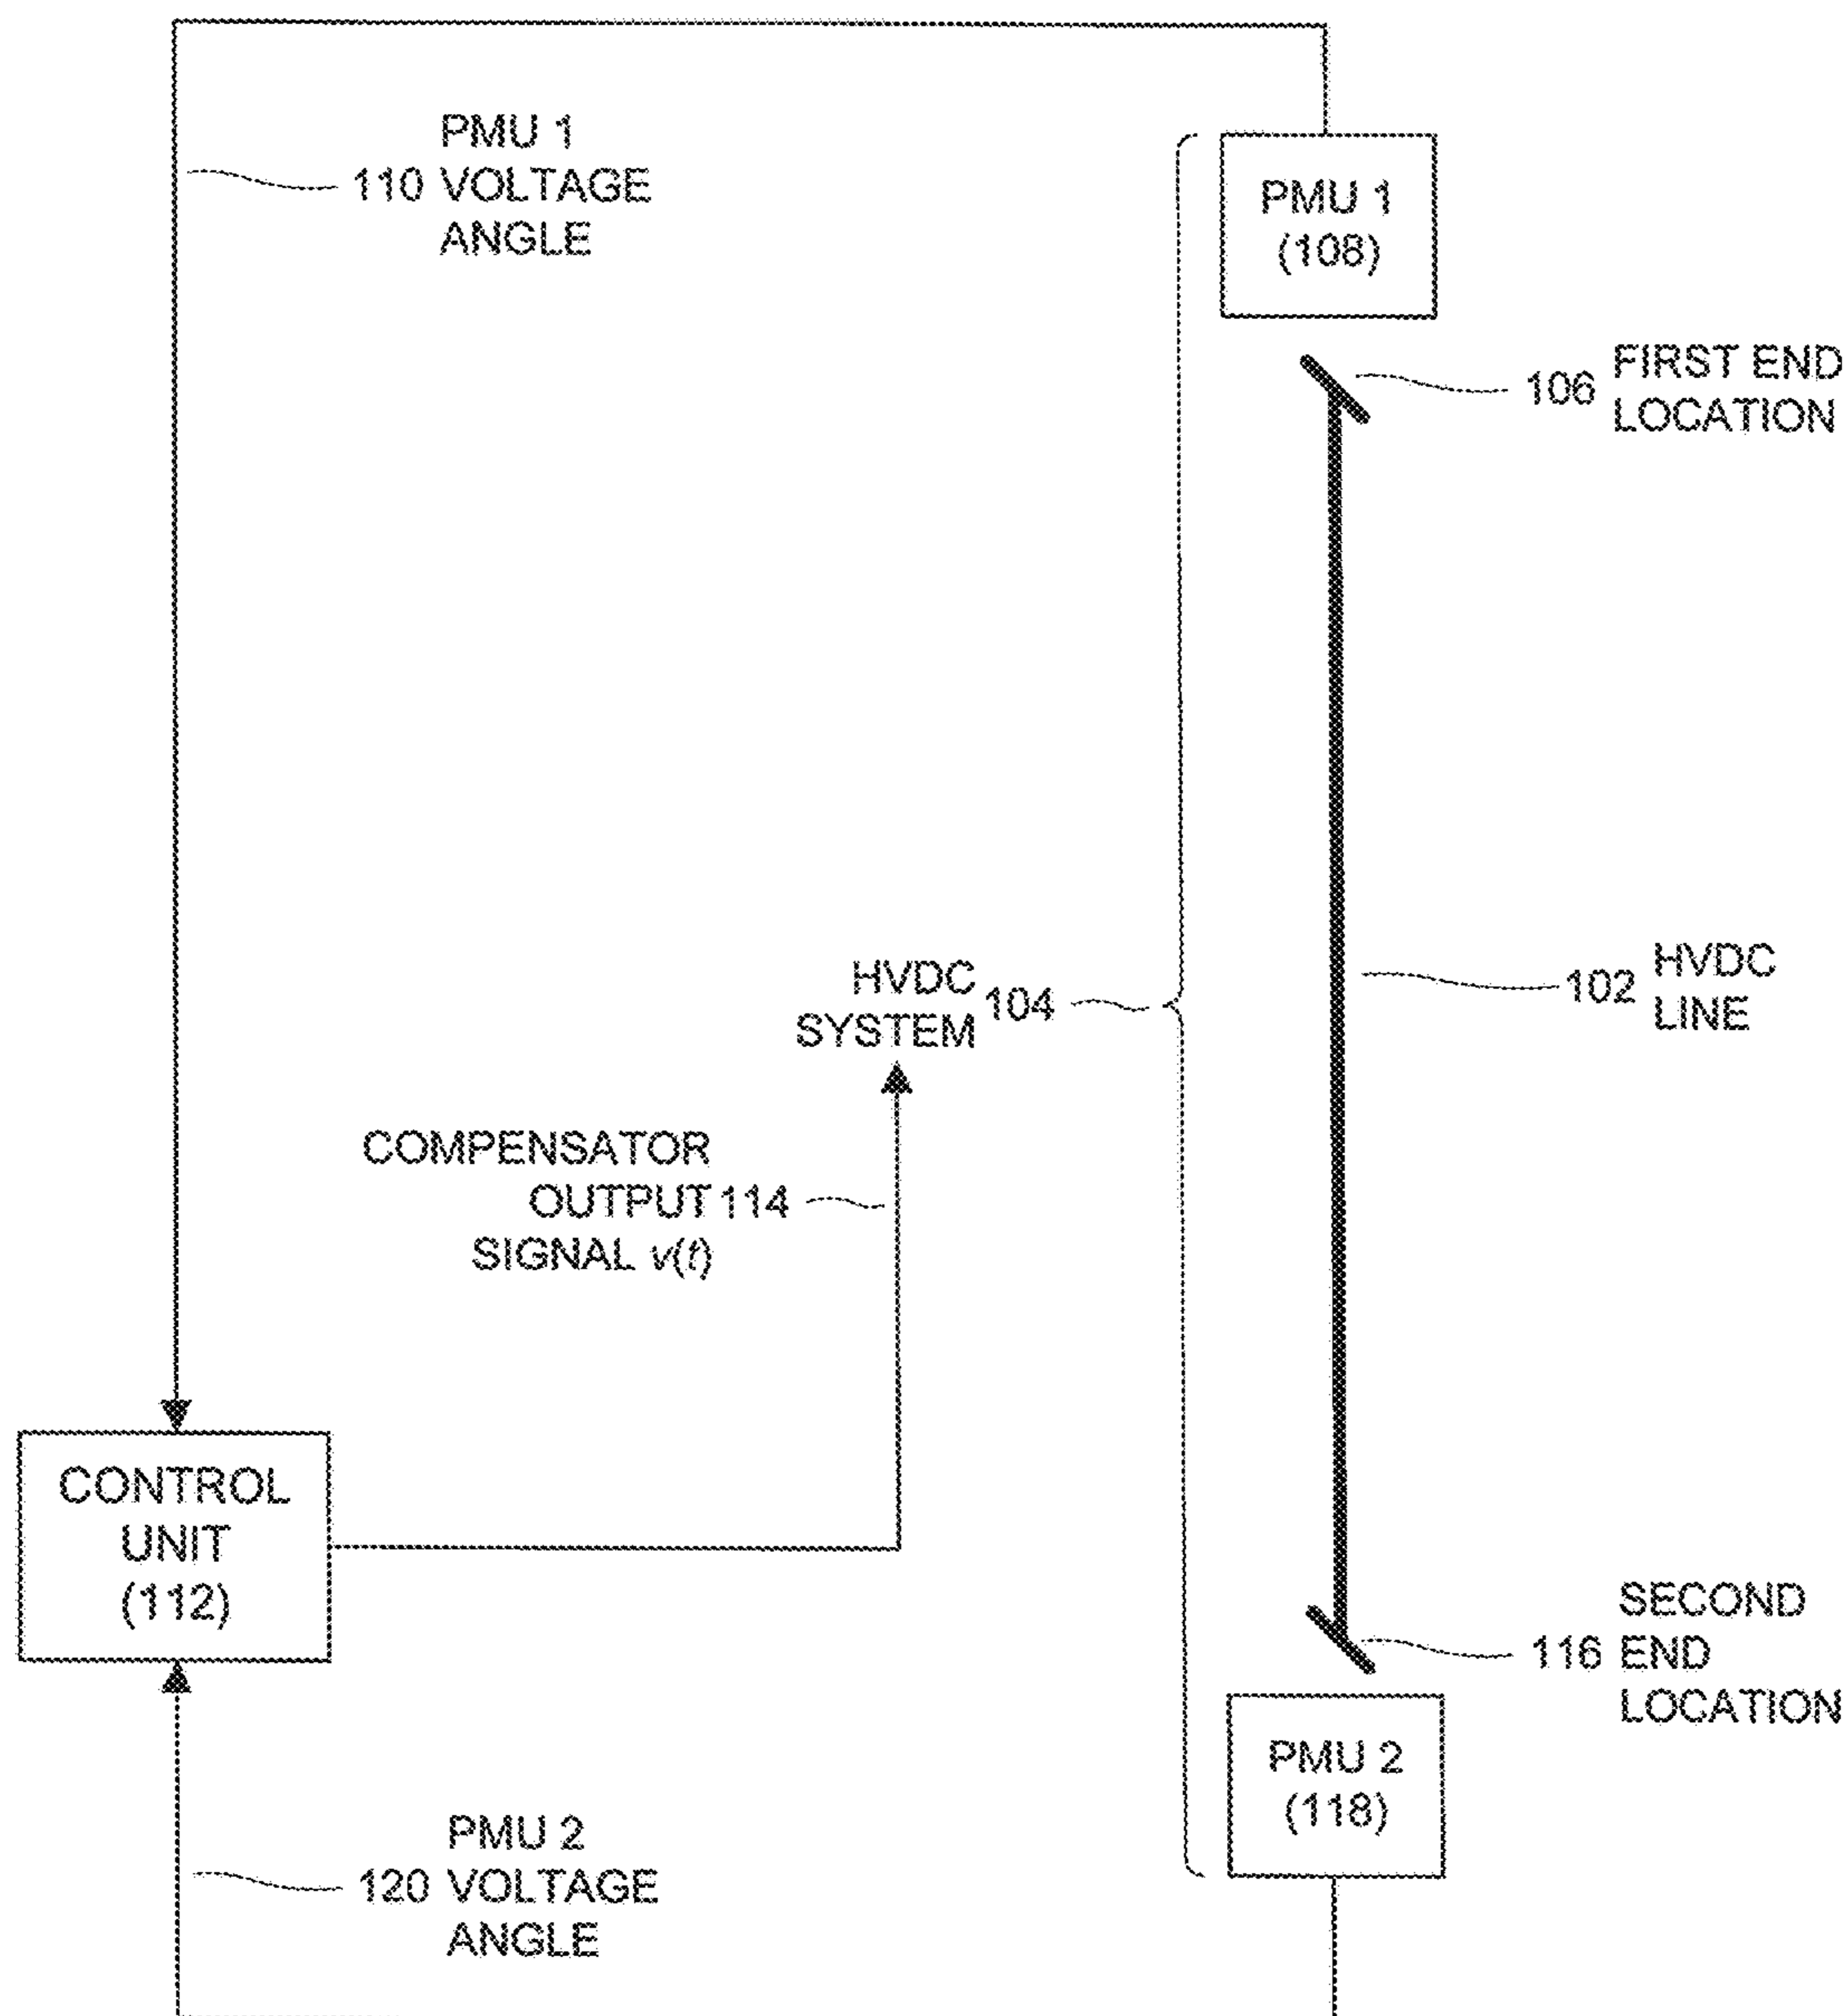 PMU 1
110 VOLTAGE
ANGLE
PMU 1
(108)
106 FIRST END
LOCATION
HVDC
SYSTEM 104
102 HVDC
LINE
COMPENSATOR
OUTPUT 114
SIGNAL v(t)
CONTROL
UNIT
(112)
SECOND
116 END
LOCATION
PMU 2
(118)
PMU 2
120 VOLTAGE
ANGLE